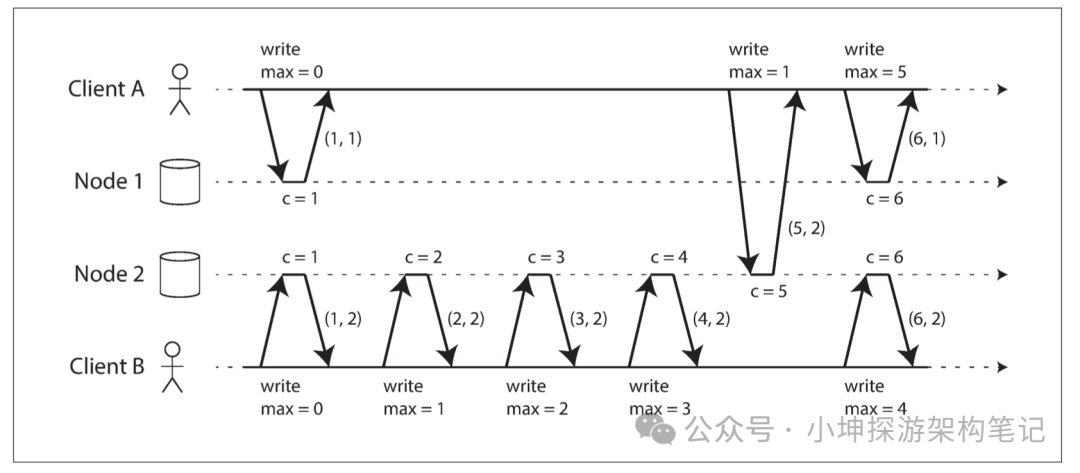 write
max = 0
write
max = 1
write
max = 5
Client A
(1, 1)
(6, 1)
Node 1
c = 1
c = 6
(5, 2)
c = 1
c = 2
c = 3
c = 4
c = 6
Node 2
c = 5
(1, 2)
(2, 2)
(3, 2)
(4, 2)
(6, 2)
Client B
write
max = 0
write
max = 1
write
max = 2
write
max = 3
write
max = 4
公众号 · 小坤探游架构笔记